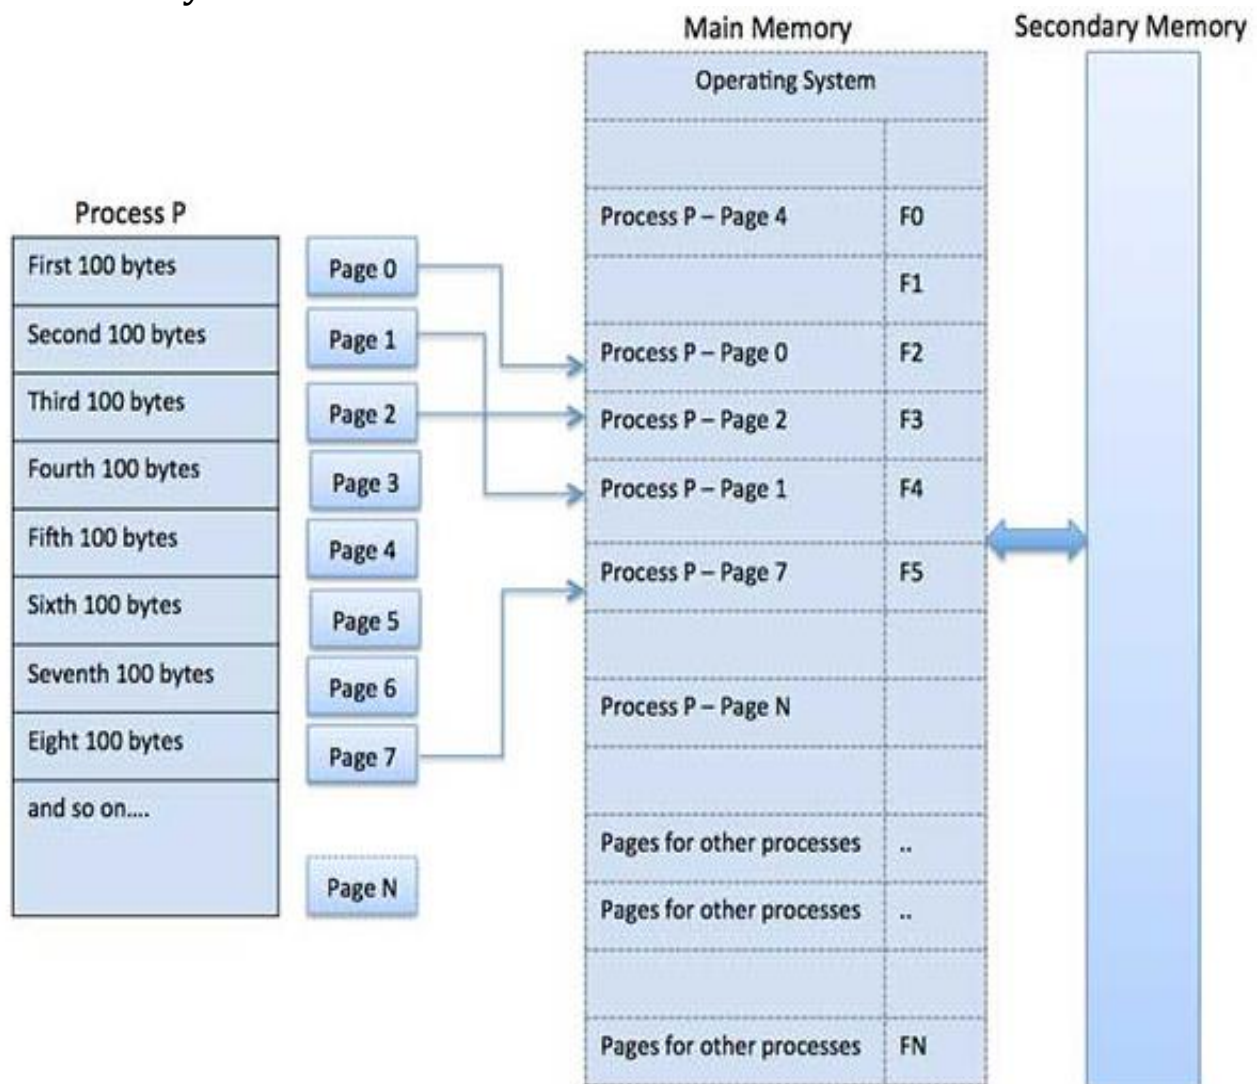 Main Memory
Secondary Memory
Operating System
Process P
First 100 bytes
Second 100 bytes
Third 100 bytes
Fourth 100 bytes
Fifth 100 bytes
Sixth 100 bytes
Seventh 100 bytes
Eight 100 bytes
and so on....
Page 0
Page 1
Page 2
Page 3
Page 4
Page 5
Page 6
Page 7
Page N
Process P – Page 4 F0
F1
Process P – Page 0 F2
Process P – Page 2 F3
Process P – Page 1 F4
Process P – Page 7 F5
Process P – Page N
Pages for other processes ..
Pages for other processes ..
Pages for other processes FN